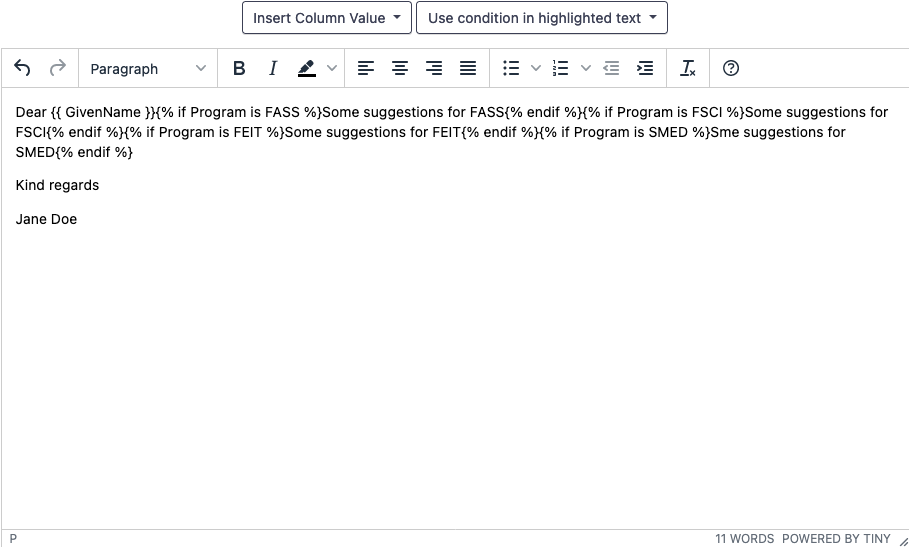 Insert Column Value Use condition in highlighted text
Paragraph B I
Dear {{ GivenName }}{% if Program is FASS %}Some suggestions for FASS{% endif %}{% if Program is FSCI %}Some suggestions for
FSCI{% endif %}{% if Program is FEIT %}Some suggestions for FEIT{% endif %}{% if Program is SMED %}Sme suggestions for
SMED{% endif %}
Kind regards
Jane Doe
P 11 WORDS POWERED BY TINY